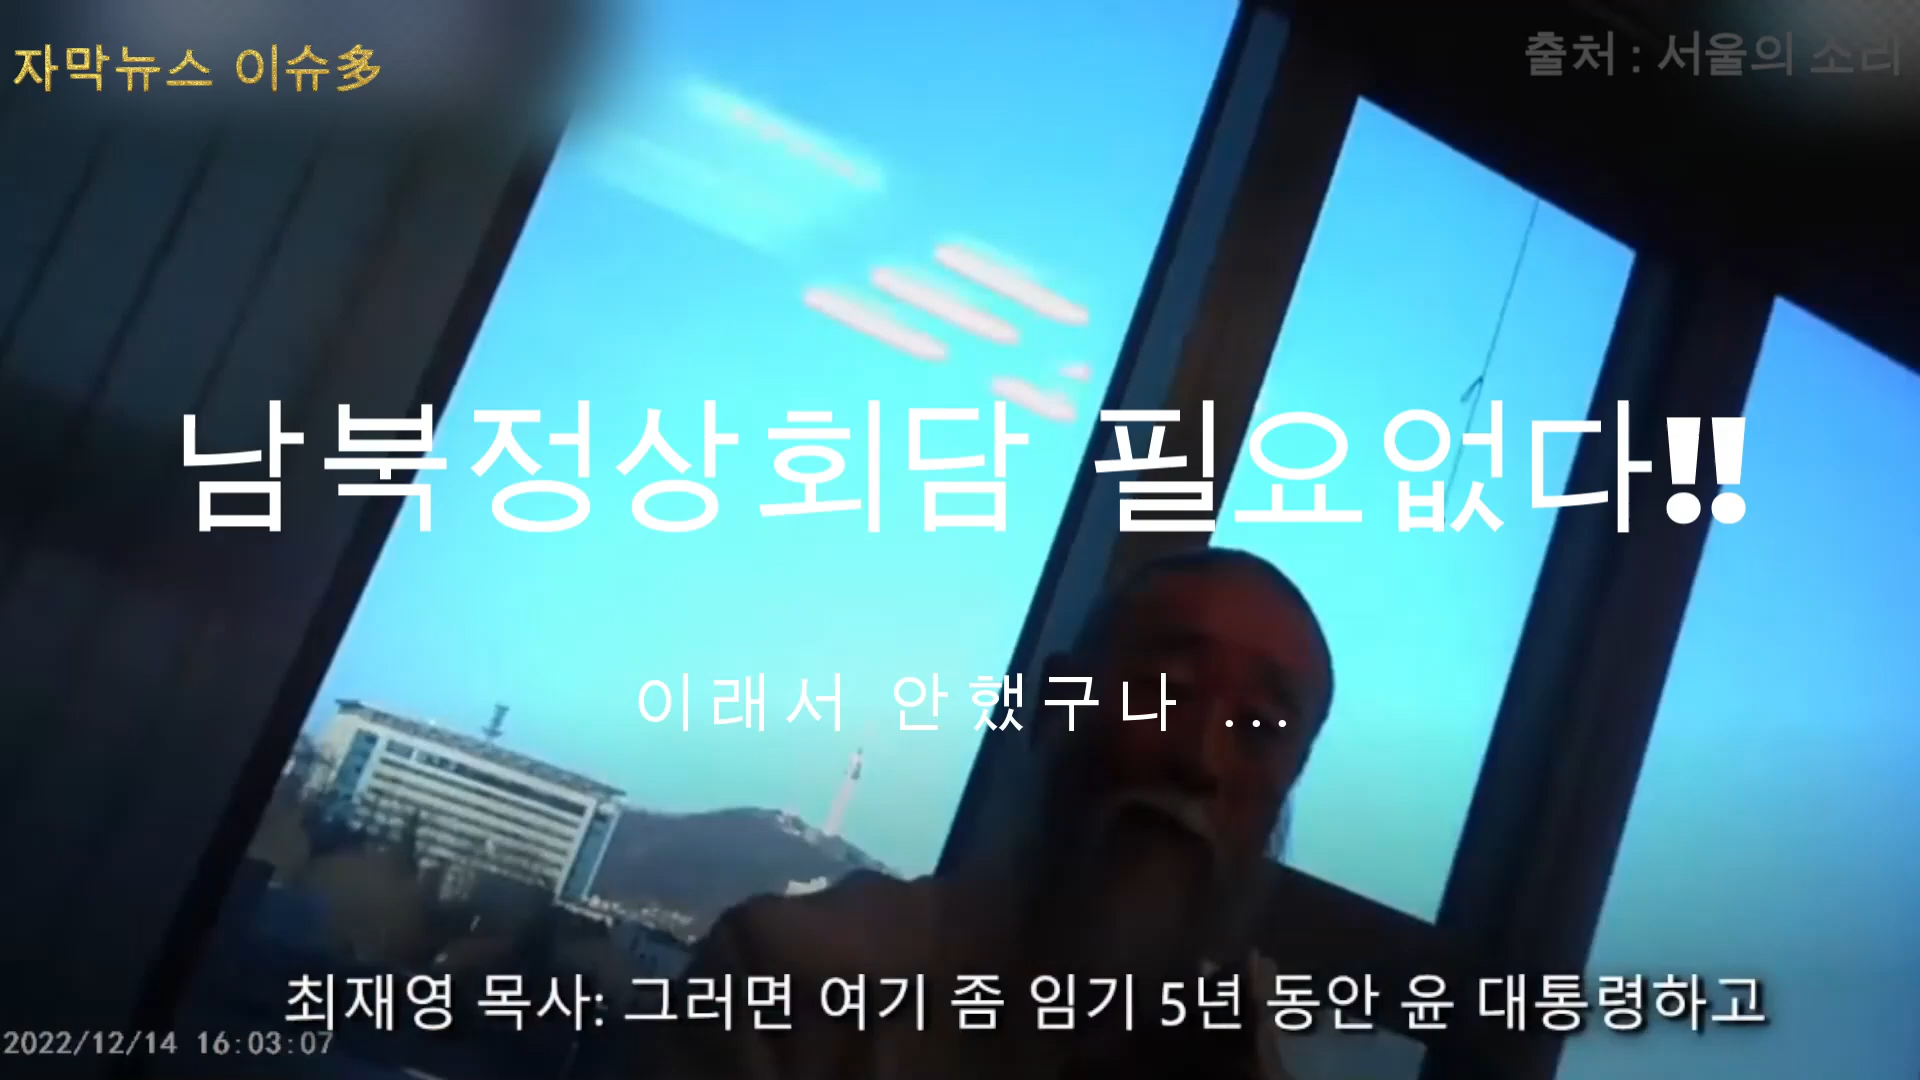 자막뉴스 이슈多
출처 : 서울의 소리
남북정상회담 필요없다!!
이래서 안했구나 ...
최재영 목사: 그러면 여기 좀 임기 5년 동안 윤 대통령하고
2022/12/14 16:03:07